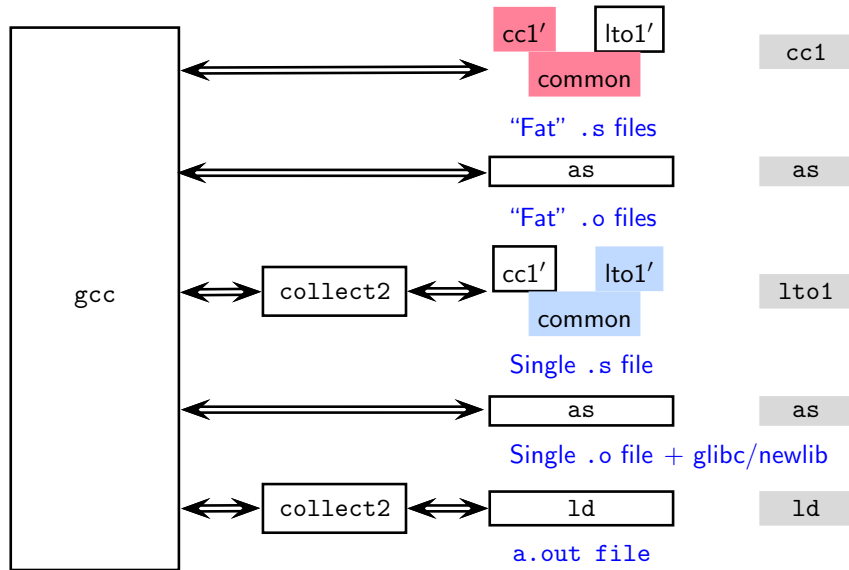 cc1′ lto1′
common
cc1
“Fat” .s files
as
as
“Fat” .o files
gcc
collect2
cc1′ lto1′
common
lto1
Single .s file
as
as
Single .o file + glibc/newlib
collect2
ld
ld
a.out file